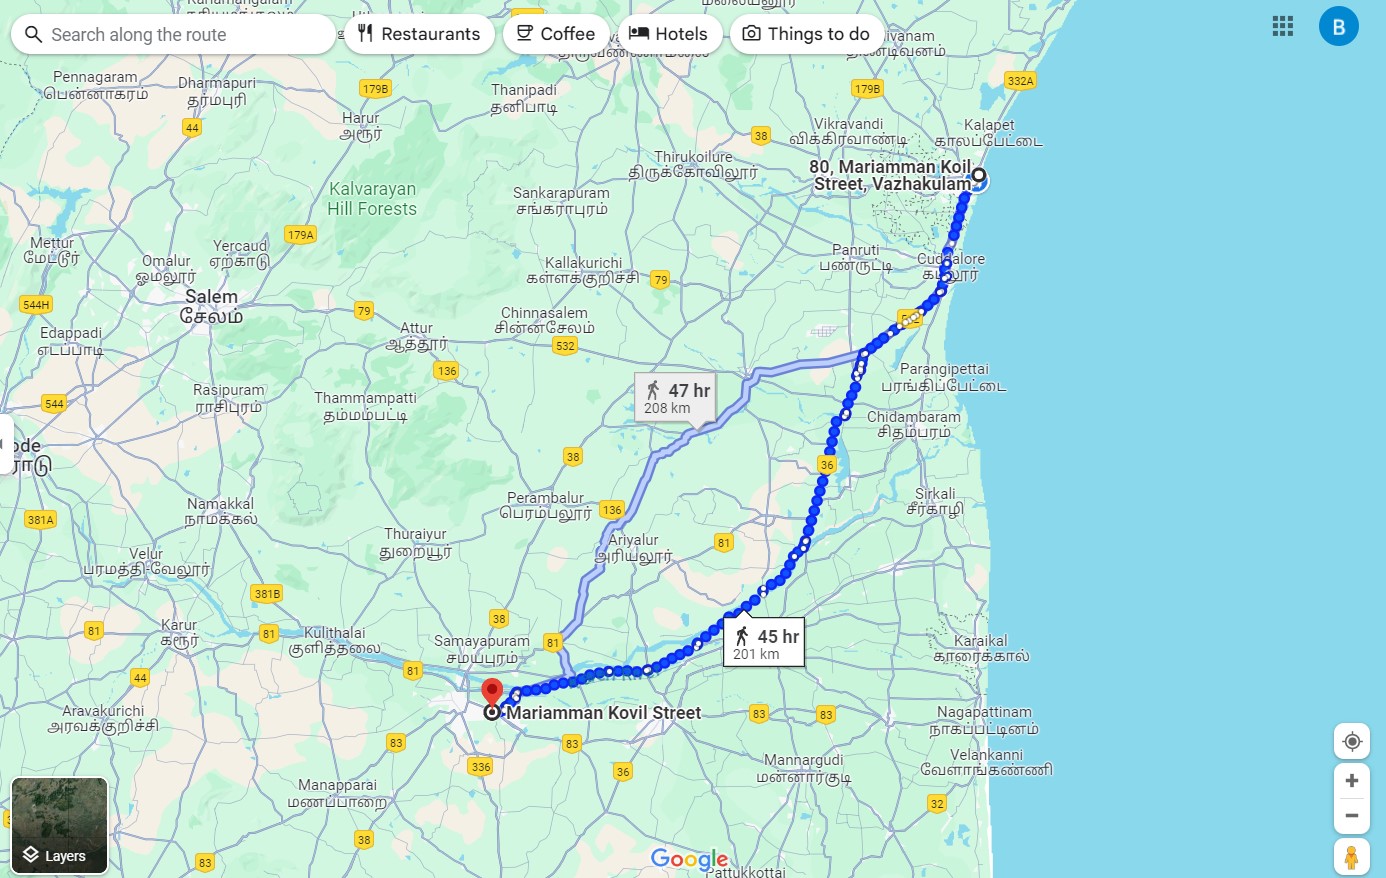 Search along the route
Restaurants
Coffee
Hotels
Things to do
B
332A
Pennagaram
பென்னாகரம்
Dharmapuri
தர்மபுரி
179B
Thanipadi
தனிபாடி
179B
44
Harur
அரூர்
38
Vikravandi
விக்கிரவாண்டி
Kalapet
காலப்பேட்டை
Thirukoilure
திருக்கோவிலூர்
80, Mariamman Koil
Street, Vazhakulam
Kalvarayan
Hill Forests
Sankarapuram
சங்கராபுரம்
179A
Mettur
மேட்டூர்
Yercaud
ஏற்காடு
Omalur
ஓமலூர்
Kallakurichi
கள்ளக்குறிச்சி
79
Panruti
பண்ருட்டி
Cuddalore
கடலூர்
544H
Salem
சேலம்
79
Chinnasalem
சின்னசேலம்
Edappadi
எடப்பாடி
Attur
ஆத்தூர்
532
136
Parangipettai
பரங்கிப்பேட்டை
Rasipuram
ராசிபுரம்
Thammampatti
தம்மம்பட்டி
544
47 hr
208 km
Chidambaram
சிதம்பரம்
38
36
Namakkal
நாமக்கல்
Perambalur
பெரம்பலூர்
136
Sirkali
சீர்காழி
381A
Thuraiyur
துறையூர்
Ariyalur
அரியலூர்
81
Velur
பரமத்தி-வேலூர்
381B
38
81
Karur
கரூர்
81
Kulithalai
குளித்தலை
Samayapuram
சமயபுரம்
81
45 hr
201 km
Karaikal
காரைக்கால்
44
81
Aravakurichi
அரவக்குறிச்சி
Mariamman Kovil Street
83
83
Nagapattinam
நாகப்பட்டினம்
83
83
Velankanni
வேளாங்கண்ணி
336
36
Mannargudi
மன்னார்குடி
Manapparai
மணப்பாறை
32
38
Layers
83
Google
Pattukkottai